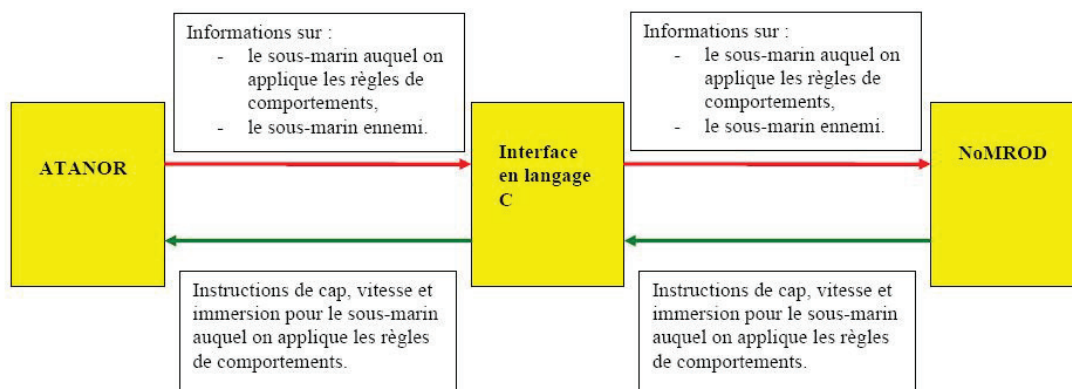 Informations sur :
- le sous-marin auquel on
applique les règles de
comportements,
- le sous-marin ennemi.
Informations sur :
- le sous-marin auquel on
applique les règles de
comportements,
- le sous-marin ennemi.
ATANOR
Interface
en langage
C
NoMROD
Instructions de cap, vitesse et
immersion pour le sous-marin
auquel on applique les règles
de comportements.
Instructions de cap, vitesse et
immersion pour le sous-marin
auquel on applique les règles
de comportements.